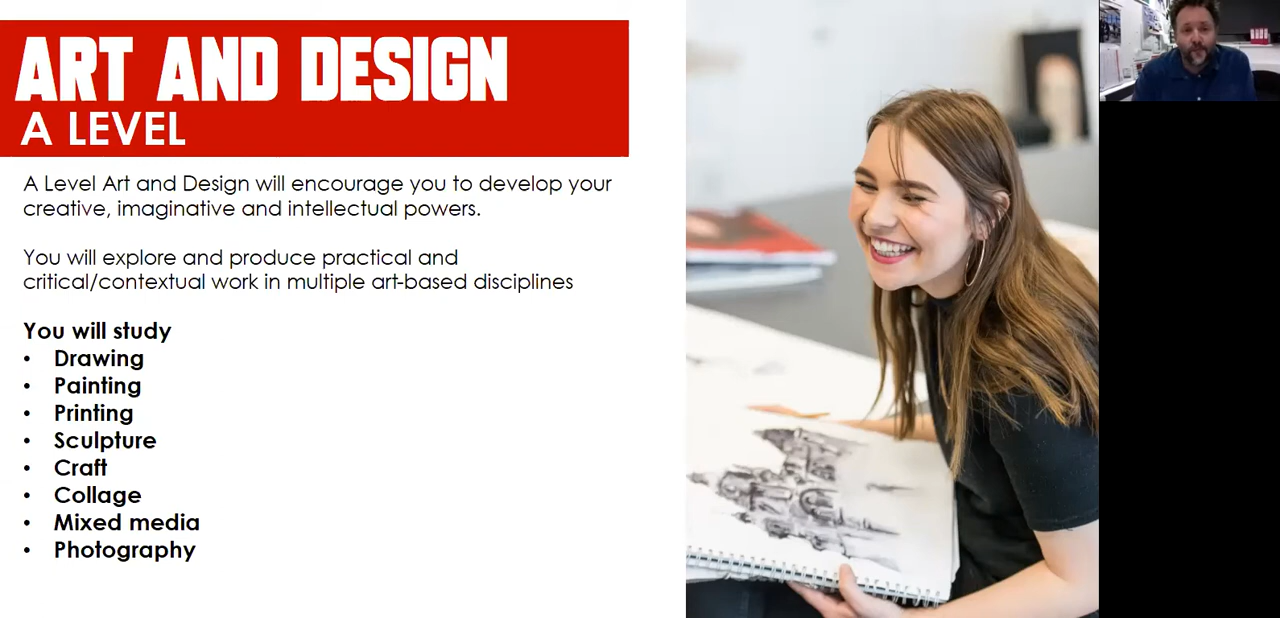 ART AND DESIGN
A LEVEL
A Level Art and Design will encourage you to develop your
creative, imaginative and intellectual powers.
You will explore and produce practical and
critical/contextual work in multiple art-based disciplines
You will study
• Drawing
• Painting
• Printing
• Sculpture
• Craft
• Collage
• Mixed media
• Photography